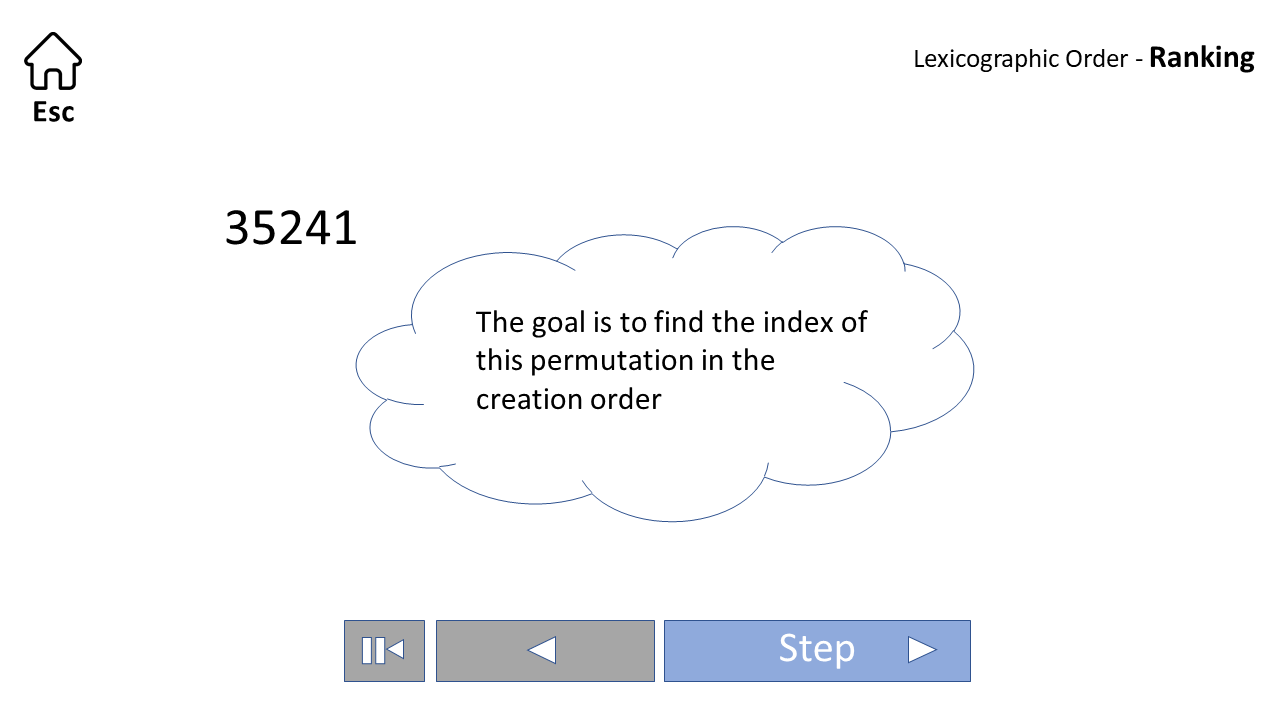 Lexicographic Order - Ranking
Esc
35241
The goal is to find the index of
this permutation in the
creation order
Step